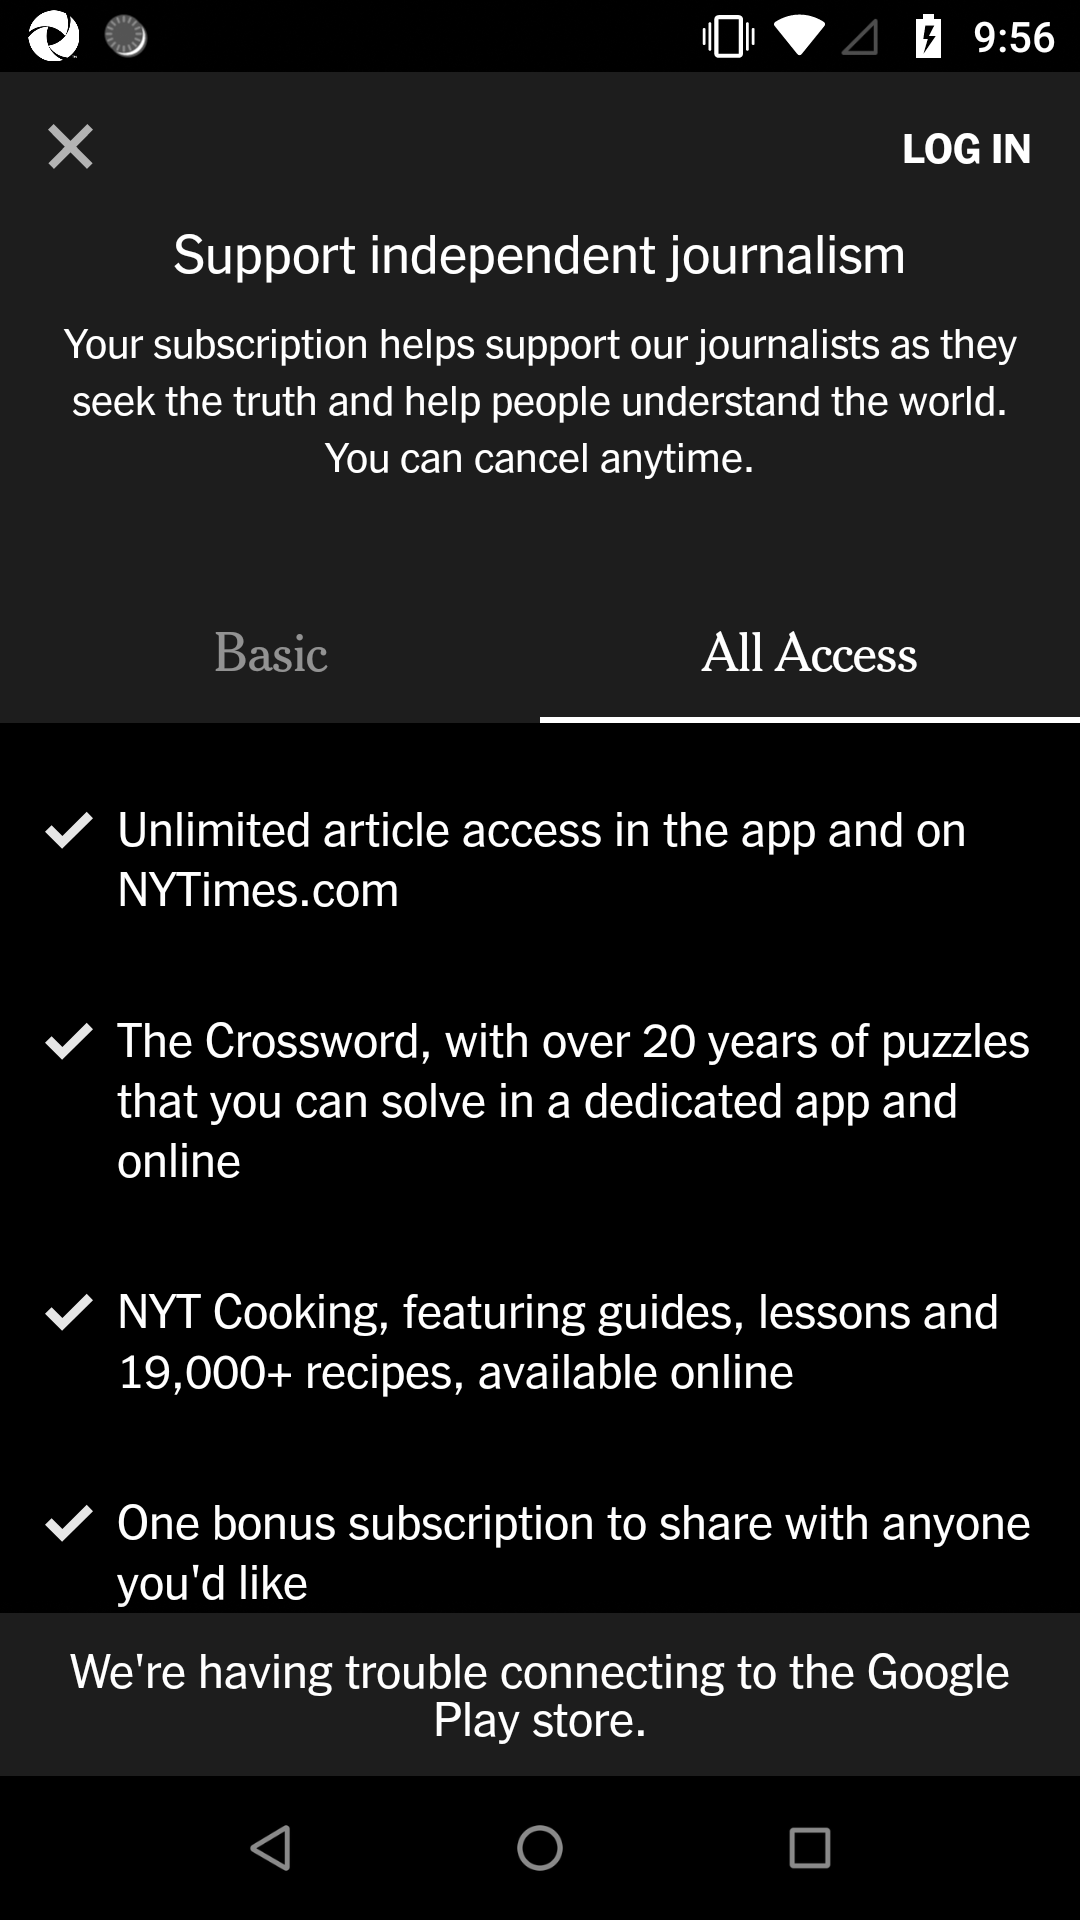 9:56
LOG IN
Support independent journalism
Your subscription helps support our journalists as they
seek the truth and help people understand the world.
You can cancel anytime.
Basic
All Access
Unlimited article access in the app and on
NYTimes.com
The Crossword, with over 20 years of puzzles
that you can solve in a dedicated app and
online
NYT Cooking, featuring guides, lessons and
19,000+ recipes, available online
One bonus subscription to share with anyone
you'd like
We're having trouble connecting to the Google
Play store.